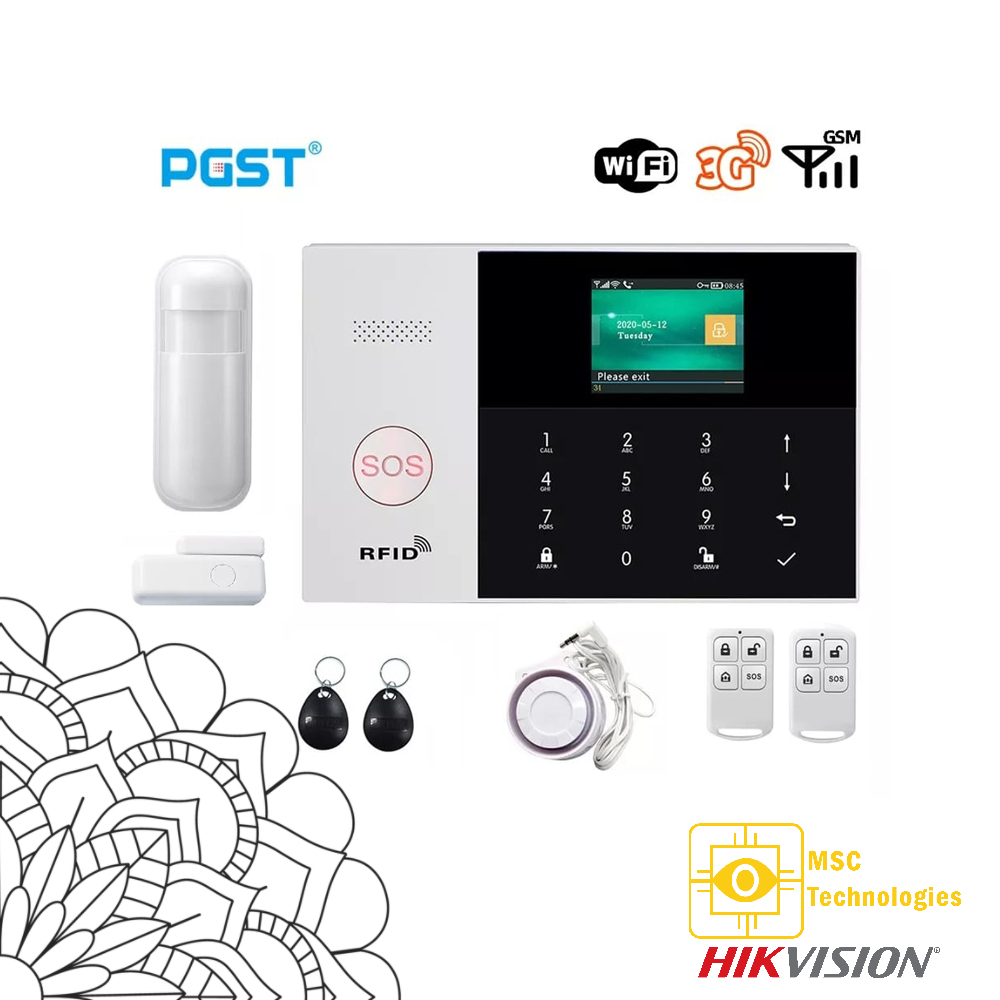 PGST®
WiFi
3G
GSM
08:45
2020-05-12
Tuesday
Please exit
34
SOS
RFID
1 2 3
CALL ABC DEF
4 5 6
GHI JKL MNO
7 8 9
PQRS TUV WXYZ
0
ARM/* DISARM/#
SOS
SOS
MSC
Technologies
HIKVISION®